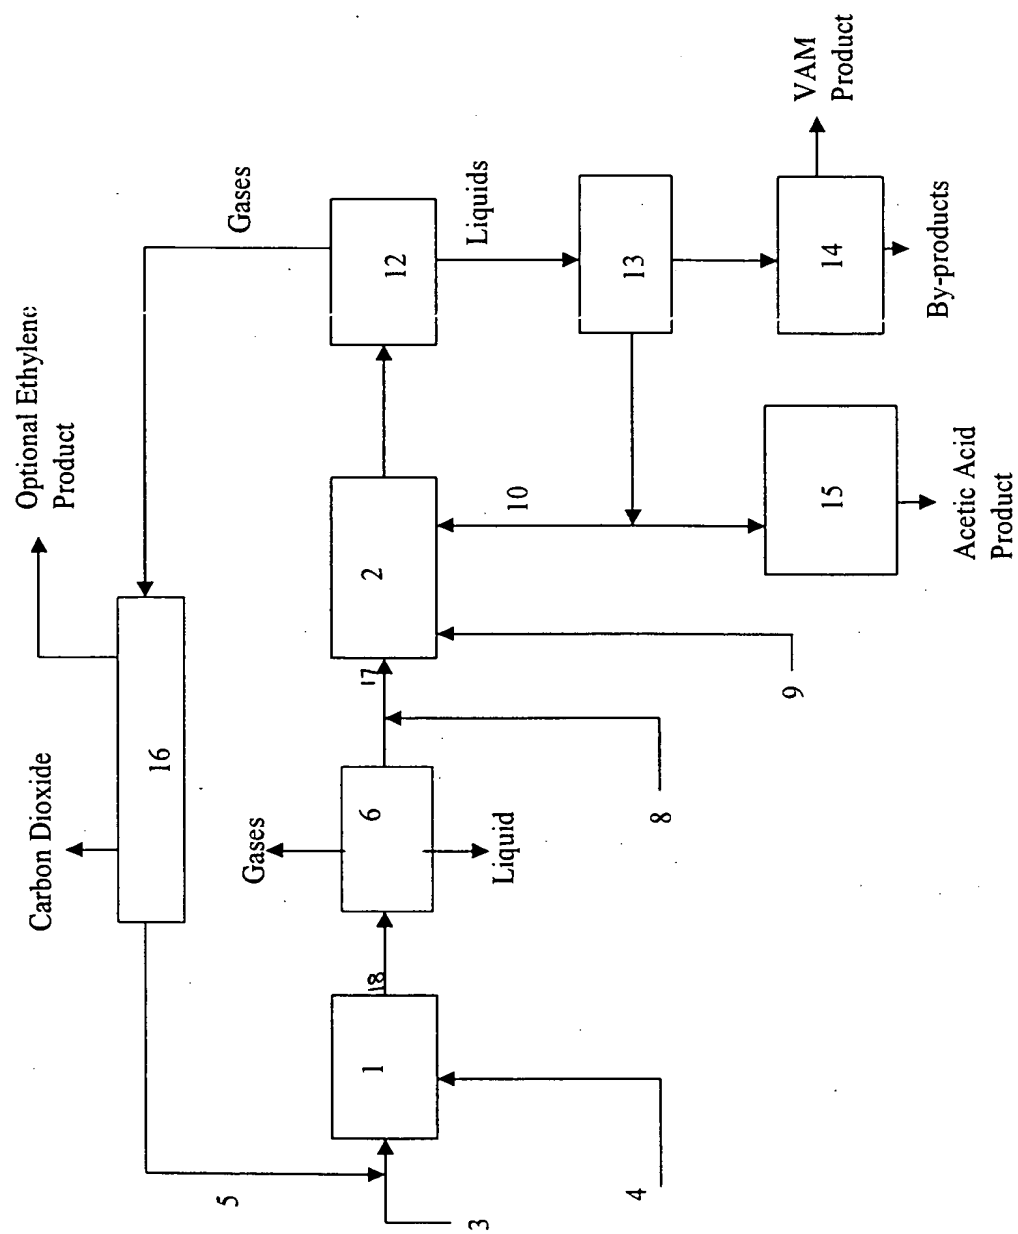 Optional Ethylene
Product
Carbon Dioxide
16
5
Gases
Gases
3
1
18
6
17
2
12
Liquid
Liquids
4
8
9
10
13
15
14
VAM
Product
Acetic Acid
Product
By-products